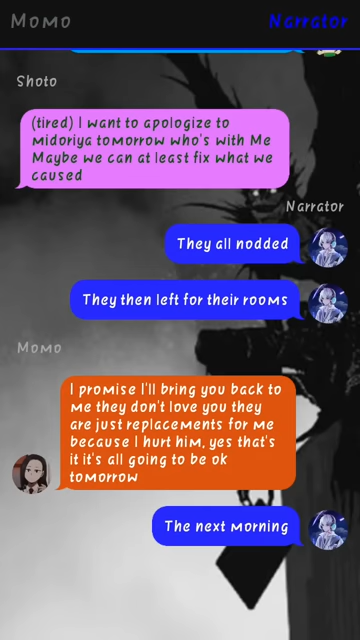 Momo
Narrator
Shoto
(tired) I want to apologize to
midoriya tomorrow who's with Me
Maybe we can at least fix what we
caused
Narrator
They all nodded
They then left for their rooms
Momo
I promise I'll bring you back to
me they don't love you they
are just replacements for me
because I hurt him, yes that's
it it's all going to be ok
tomorrow
The next morning